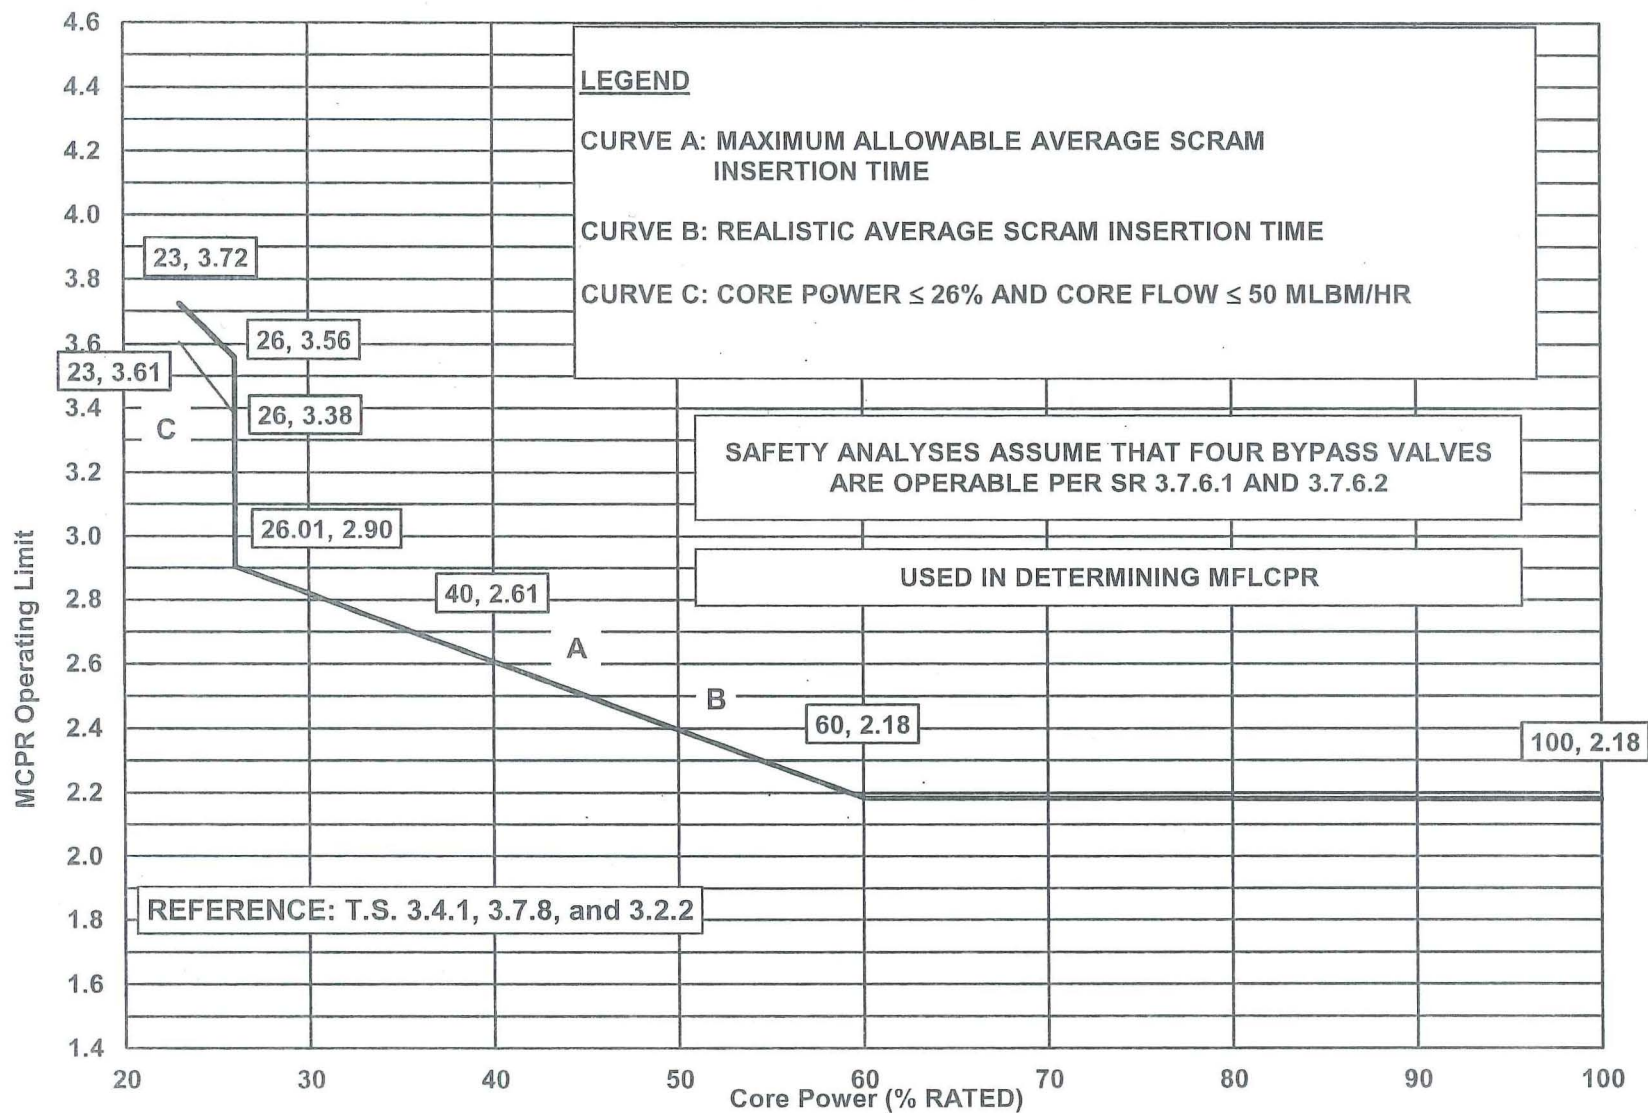 4.6
4.4
4.2
4.0
3.8
3.6
3.4
3.2
3.0
2.8
2.6
2.4
2.2
2.0
1.8
1.6
1.4
MCPR Operating Limit
LEGEND
CURVE A: MAXIMUM ALLOWABLE AVERAGE SCRAM
INSERTION TIME
CURVE B: REALISTIC AVERAGE SCRAM INSERTION TIME
CURVE C: CORE POWER ≤ 26% AND CORE FLOW ≤ 50 MLBM/HR
23, 3.72
26, 3.56
23, 3.61
26, 3.38
C
SAFETY ANALYSES ASSUME THAT FOUR BYPASS VALVES
ARE OPERABLE PER SR 3.7.6.1 AND 3.7.6.2
26.01, 2.90
USED IN DETERMINING MFLCPR
40, 2.61
A
B
60, 2.18
100, 2.18
REFERENCE: T.S. 3.4.1, 3.7.8, and 3.2.2
20 30 40 50 60 70 80 90 100
Core Power (% RATED)